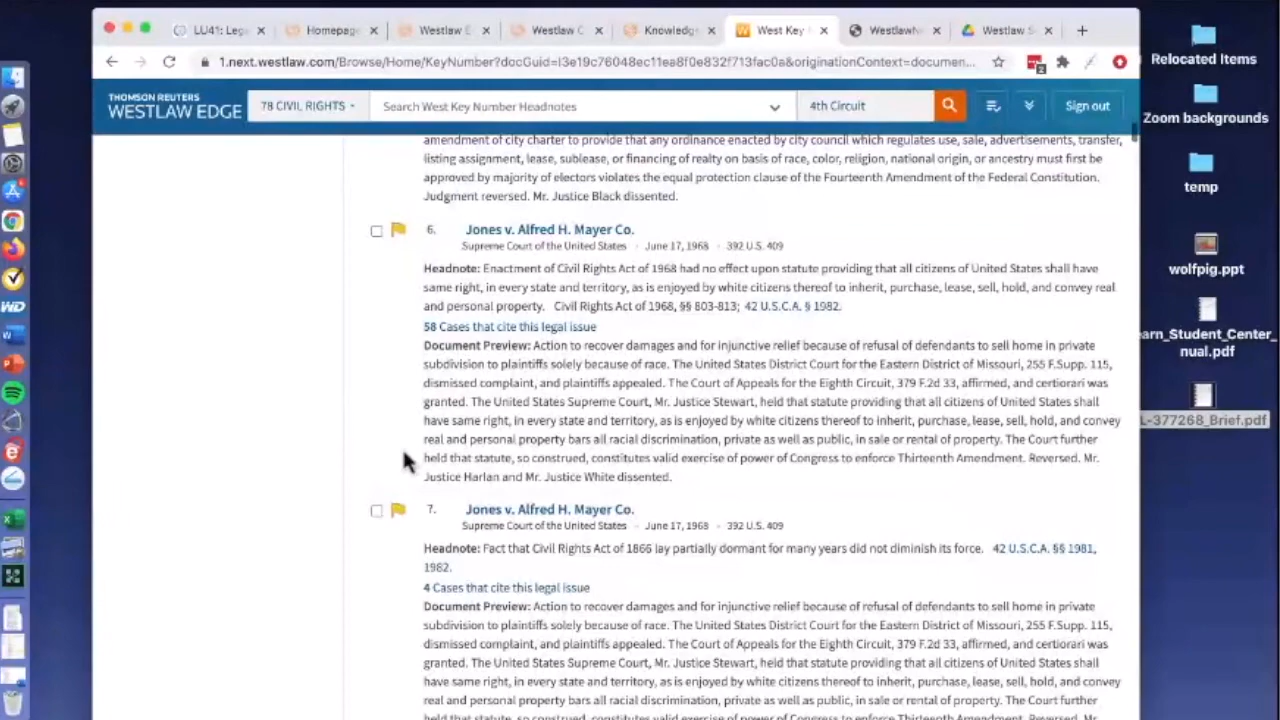 LU41: Leg
Homepag
Westlaw E
Westlaw C
Knowledg
West Key
WestlawN
Westlaw S
1.next.westlaw.com/Browse/Home/KeyNumber?docGuid=I3e19c76048ec11ea8f0e832f713fac0a&originationContext=documen...
2
THOMSON REUTERS
WESTLAW EDGE
78 CIVIL RIGHTS
Search West Key Number Headnotes
4th Circuit
Sign out
amendment of city charter to provide that any ordinance enacted by city council which regulates use, sale, advertisements, transfer,
listing assignment, lease, sublease, or financing of realty on basis of race, color, religion, national origin, or ancestry must first be
approved by majority of electors violates the equal protection clause of the Fourteenth Amendment of the Federal Constitution.
Judgment reversed. Mr. Justice Black dissented.
6. Jones v. Alfred H. Mayer Co.
Supreme Court of the United States · June 17, 1968 · 392 U.S. 409
Headnote: Enactment of Civil Rights Act of 1968 had no effect upon statute providing that all citizens of United States shall have
same right, in every state and territory, as is enjoyed by white citizens thereof to inherit, purchase, lease, sell, hold, and convey real
and personal property. Civil Rights Act of 1968, §§ 803-813; 42 U.S.C.A. § 1982.
58 Cases that cite this legal issue
Document Preview: Action to recover damages and for injunctive relief because of refusal of defendants to sell home in private
subdivision to plaintiffs solely because of race. The United States District Court for the Eastern District of Missouri, 255 F.Supp. 115,
dismissed complaint, and plaintiffs appealed. The Court of Appeals for the Eighth Circuit, 379 F.2d 33, affirmed, and certiorari was
granted. The United States Supreme Court, Mr. Justice Stewart, held that statute providing that all citizens of United States shall
have same right, in every state and territory, as is enjoyed by white citizens thereof to inherit, purchase, lease, sell, hold, and convey
real and personal property bars all racial discrimination, private as well as public, in sale or rental of property. The Court further
held that statute, so construed, constitutes valid exercise of power of Congress to enforce Thirteenth Amendment. Reversed. Mr.
Justice Harlan and Mr. Justice White dissented.
7. Jones v. Alfred H. Mayer Co.
Supreme Court of the United States · June 17, 1968 · 392 U.S. 409
Headnote: Fact that Civil Rights Act of 1866 lay partially dormant for many years did not diminish its force. 42 U.S.C.A. §§ 1981,
1982.
4 Cases that cite this legal issue
Document Preview: Action to recover damages and for injunctive relief because of refusal of defendants to sell home in private
subdivision to plaintiffs solely because of race. The United States District Court for the Eastern District of Missouri, 255 F.Supp. 115,
dismissed complaint, and plaintiffs appealed. The Court of Appeals for the Eighth Circuit, 379 F.2d 33, affirmed, and certiorari was
granted. The United States Supreme Court, Mr. Justice Stewart, held that statute providing that all citizens of United States shall
have same right, in every state and territory, as is enjoyed by white citizens thereof to inherit, purchase, lease, sell, hold, and convey
real and personal property bars all racial discrimination, private as well as public, in sale or rental of property. The Court further
held that statute, so construed, constitutes valid exercise of power of Congress to enforce Thirteenth Amendment. Reversed. Mr.
Relocated Items
Zoom backgrounds
temp
wolfpig.ppt
arn_Student_Center_
nual.pdf
L-377268_Brief.pdf
WD